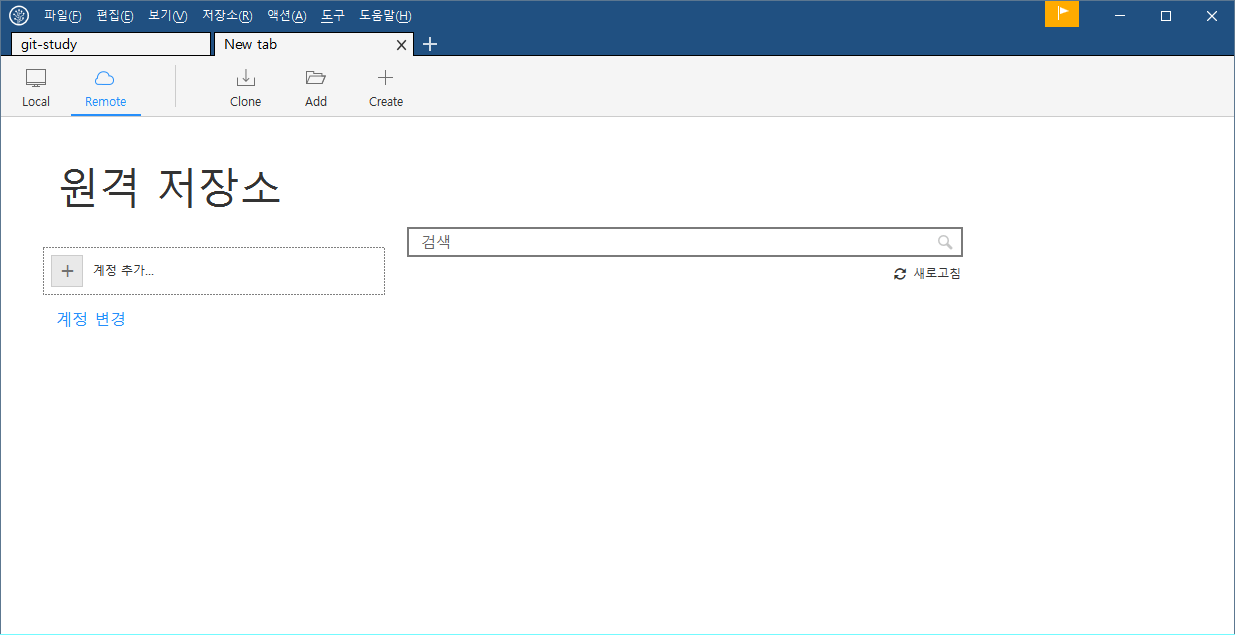 파일(F) 편집(E) 보기(V) 저장소(R) 액션(A) 도구 도움말(H)
git-study New tab
Local Remote Clone Add Create
원격 저장소
검색
계정 추가...
새로고침
계정 변경